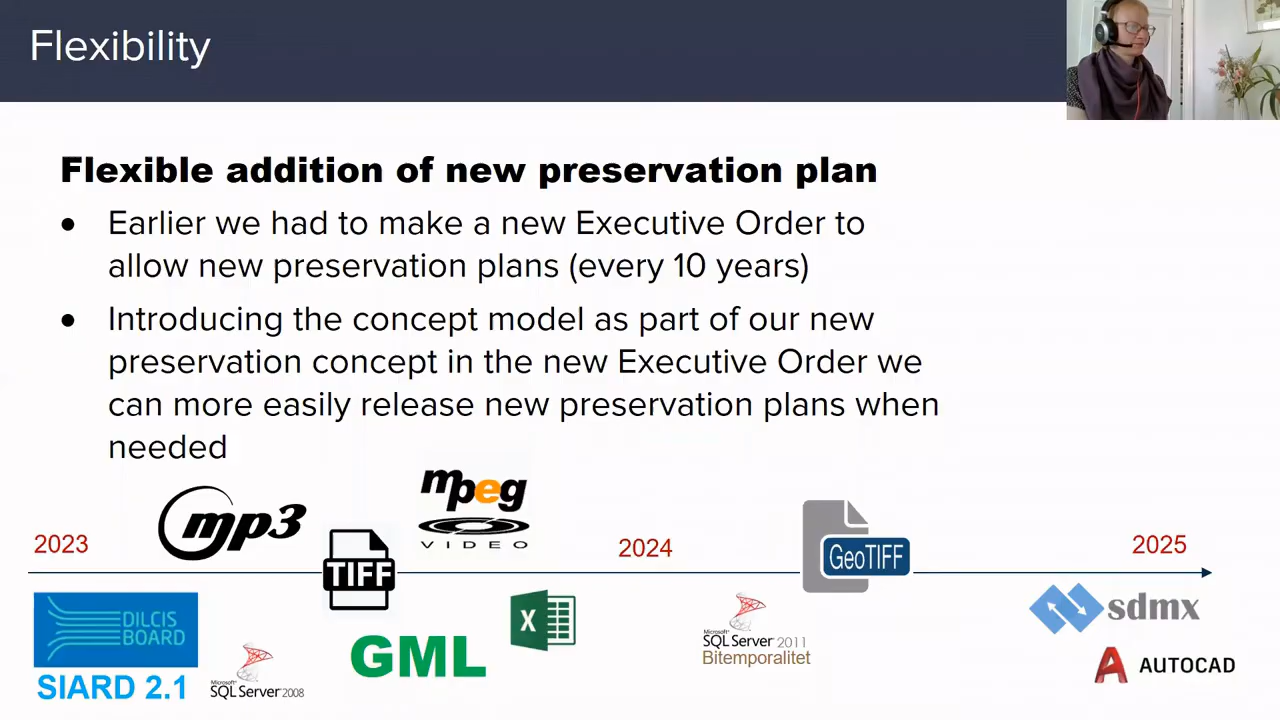 Flexibility
Flexible addition of new preservation plan
• Earlier we had to make a new Executive Order to
allow new preservation plans (every 10 years)
• Introducing the concept model as part of our new
preservation concept in the new Executive Order we
can more easily release new preservation plans when
needed
2023
mp3
TIFF
mpeg
VIDEO
2024
GeoTIFF
2025
DILCIS
BOARD
SIARD 2.1
Microsoft
SQL Server 2008
GML
X
Microsoft
SQL Server 2011
Bitemporalitet
sdmx
AUTOCAD